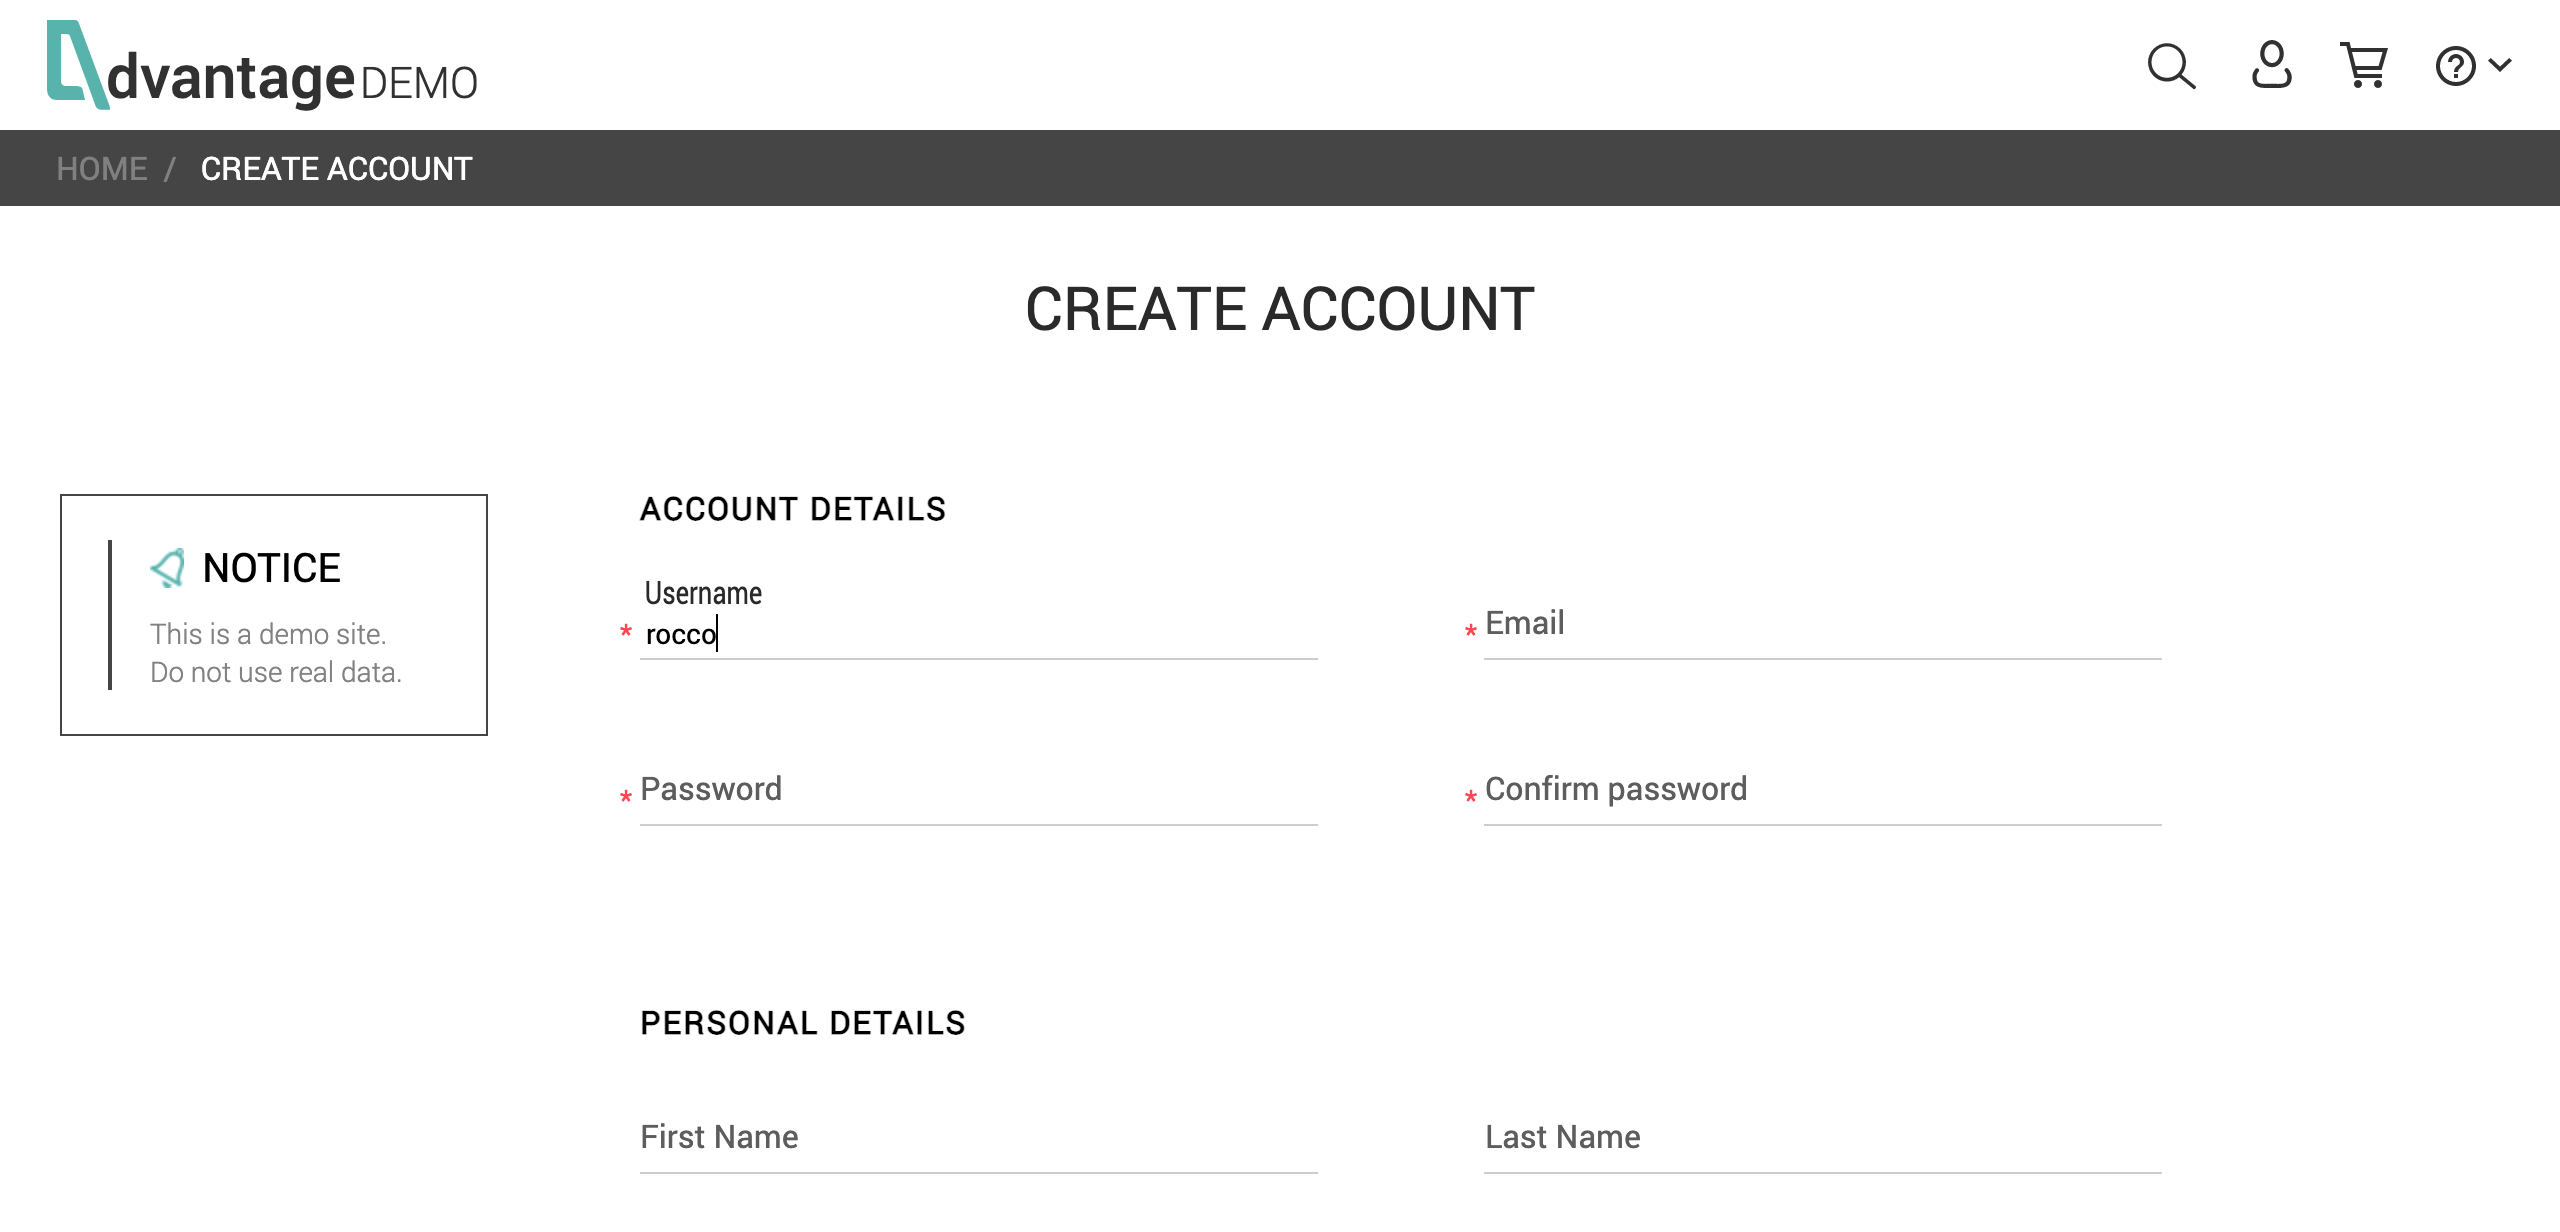 dvantage DEMO
HOME / CREATE ACCOUNT
CREATE ACCOUNT
NOTICE
This is a demo site.
Do not use real data.
ACCOUNT DETAILS
Username
* rocco
* Email
* Password
* Confirm password
PERSONAL DETAILS
First Name
Last Name